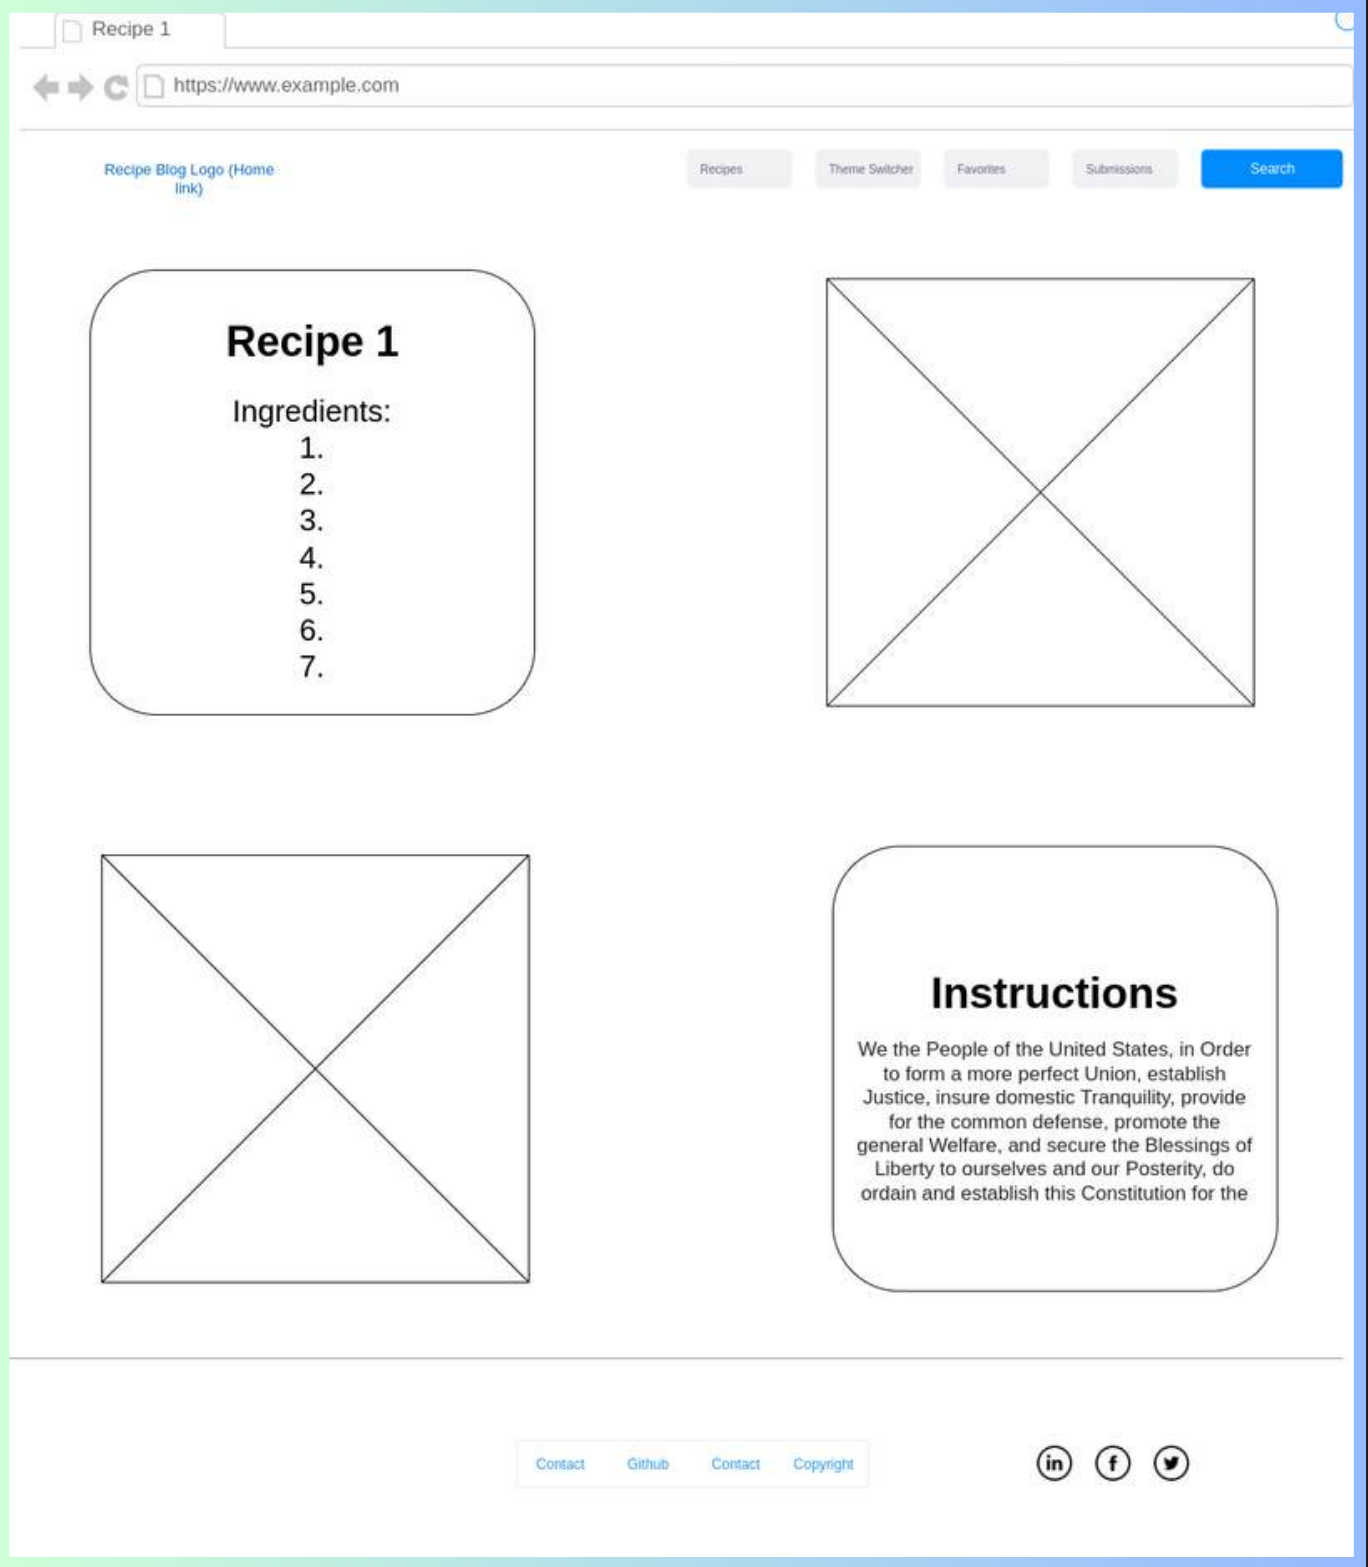 Recipe 1
https://www.example.com
Recipe Blog Logo (Home
link)
Recipes
Theme Switcher
Favorites
Submissions
Search
Recipe 1
Ingredients:
1.
2.
3.
4.
5.
6.
7.
Instructions
We the People of the United States, in Order
to form a more perfect Union, establish
Justice, insure domestic Tranquility, provide
for the common defense, promote the
general Welfare, and secure the Blessings of
Liberty to ourselves and our Posterity, do
ordain and establish this Constitution for the
Contact
Github
Contact
Copyright
in
f